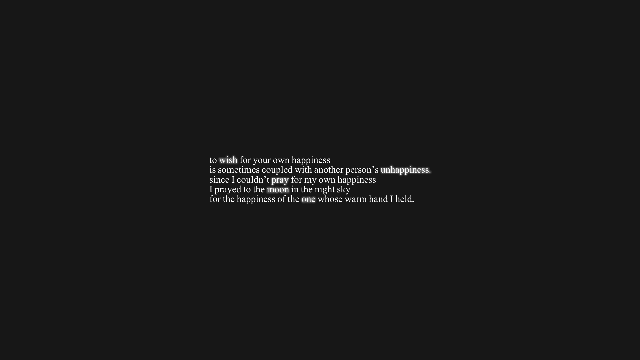 to wish for your own happiness
is sometimes coupled with another person's unhappiness.
since I couldn't pray for my own happiness
I prayed to the moon in the night sky
for the happiness of the one whose warm hand I held.